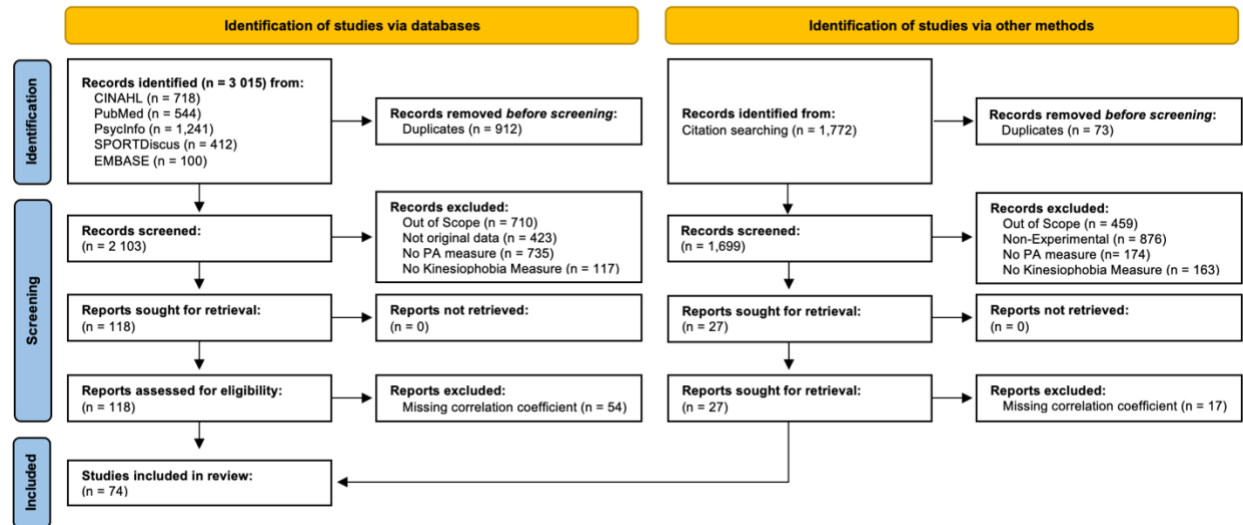 Identification of studies via databases
Identification of studies via other methods
Identification
Records identified (n = 3 015) from:
CINAHL (n = 718)
PubMed (n = 544)
PsycInfo (n = 1,241)
SPORTDiscus (n = 412)
EMBASE (n = 100)
Records removed before screening:
Duplicates (n = 912)
Records identified from:
Citation searching (n = 1,772)
Records removed before screening:
Duplicates (n = 73)
Screening
Records screened:
(n = 2 103)
Records excluded:
Out of Scope (n = 710)
Not original data (n = 423)
No PA measure (n = 735)
No Kinesiophobia Measure (n = 117)
Records screened:
(n = 1,699)
Records excluded:
Out of Scope (n = 459)
Non-Experimental (n = 876)
No PA measure (n= 174)
No Kinesiophobia Measure (n = 163)
Reports sought for retrieval:
(n = 118)
Reports not retrieved:
(n = 0)
Reports sought for retrieval:
(n = 27)
Reports not retrieved:
(n = 0)
Reports assessed for eligibility:
(n = 118)
Reports excluded:
Missing correlation coefficient (n = 54)
Reports sought for retrieval:
(n = 27)
Reports excluded:
Missing correlation coefficient (n = 17)
Included
Studies included in review:
(n = 74)